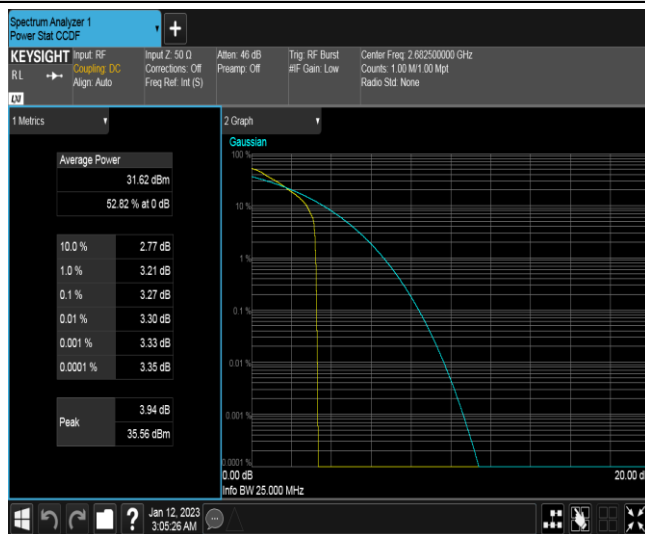 Spectrum Analyzer 1
Power Stat CCDF
+
KEYSIGHT Input: RF Input Z: 50 Ω Atten: 46 dB Trig: RF Burst Center Freq: 2.682500000 GHz
RL Coupling: DC Corrections: Off Preamp: Off #IF Gain: Low Counts: 1.00 M/1.00 Mpt
Align: Auto Freq Ref: Int (S) Radio Std: None
LXI
1 Metrics
Average Power
31.62 dBm
52.82 % at 0 dB
10.0 % 2.77 dB
1.0 % 3.21 dB
0.1 % 3.27 dB
0.01 % 3.30 dB
0.001 % 3.33 dB
0.0001 % 3.35 dB
Peak 3.94 dB
35.56 dBm
2 Graph
Gaussian
100 %
10 %
1 %
0.1 %
0.01 %
0.001 %
0.0001 %
0.00 dB 20.00 d
Info BW 25.000 MHz
? Jan 12, 2023
3:05:26 AM